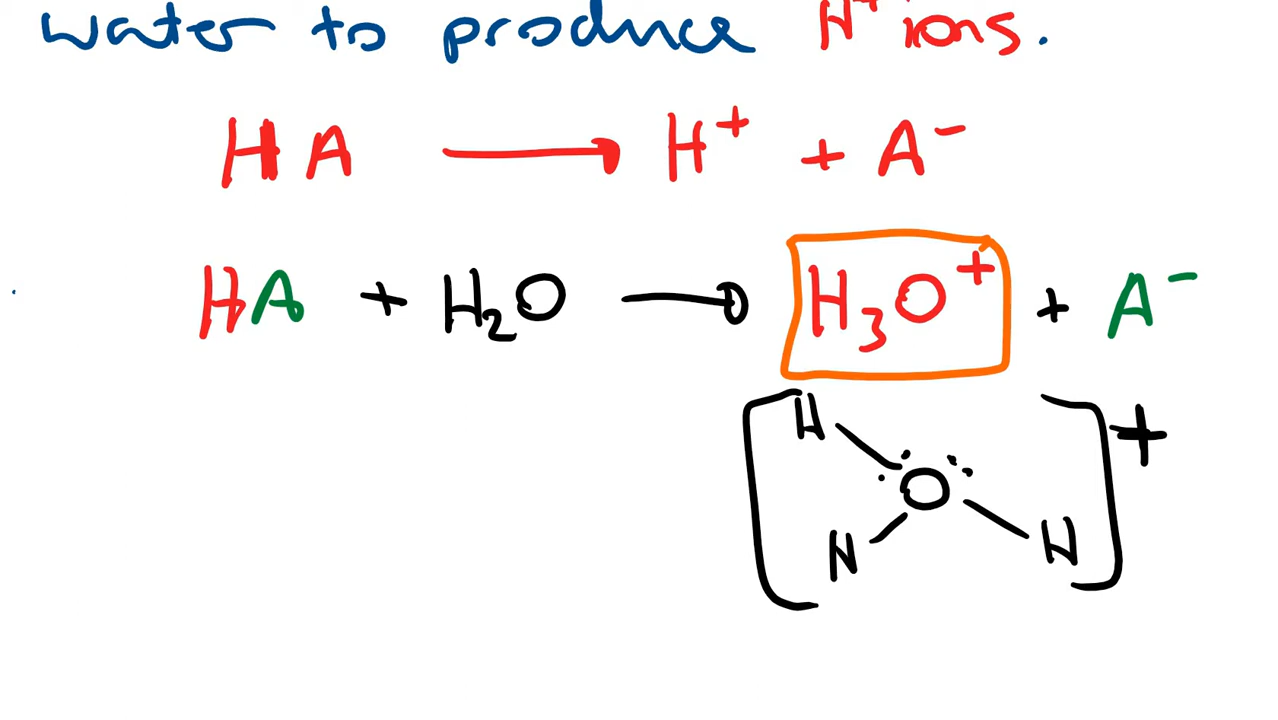 water to produce H⁺ ions.
HA ⟶ H⁺ + A⁻
HA + H₂O ⟶ H₃O⁺ + A⁻
H
O
H H
+